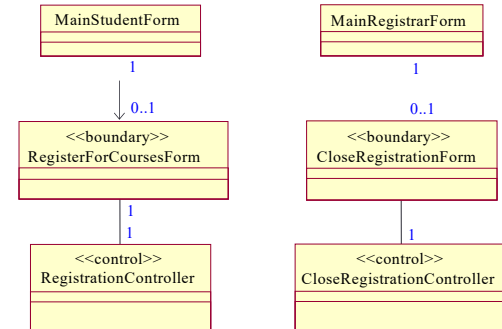 MainStudentForm
1
0..1
<<boundary>>
RegisterForCoursesForm
1
1
<<control>>
RegistrationController
MainRegistrarForm
1
0..1
<<boundary>>
CloseRegistrationForm
1
<<control>>
CloseRegistrationController